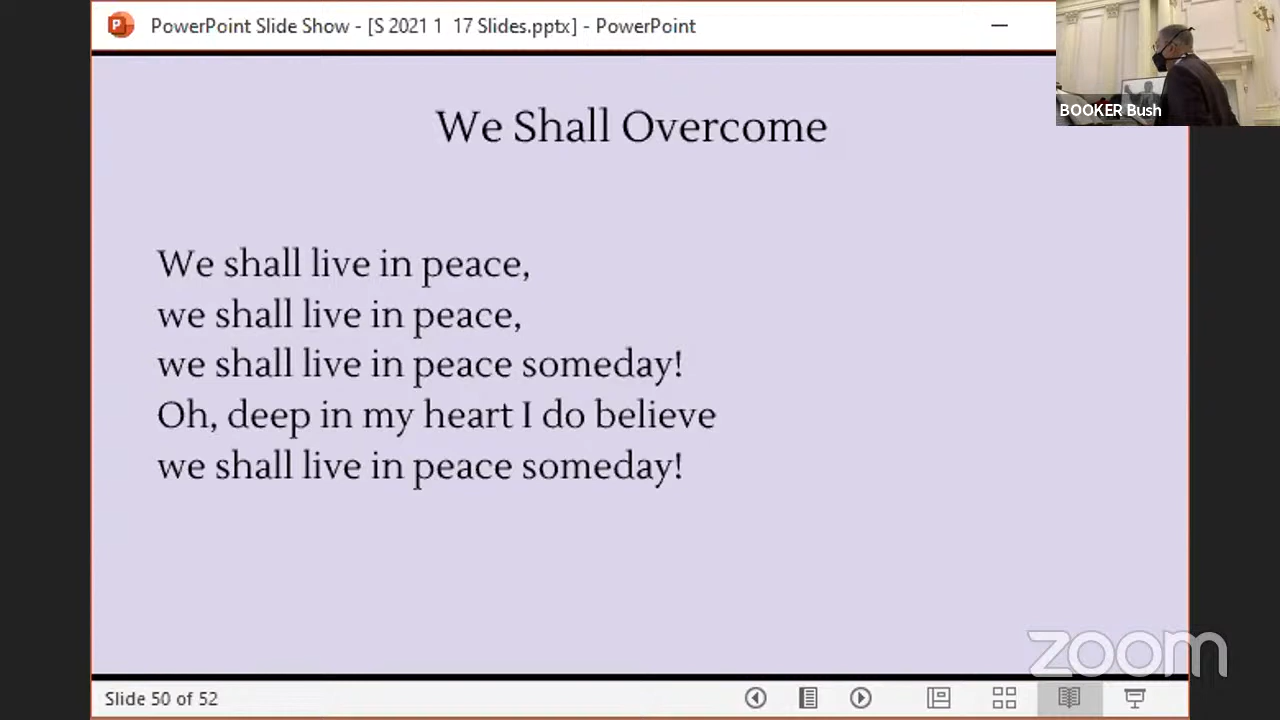 PowerPoint Slide Show - [S 2021 1  17 Slides.pptx] - PowerPoint
BOOKER Bush
We Shall Overcome
We shall live in peace,
we shall live in peace,
we shall live in peace someday!
Oh, deep in my heart I do believe
we shall live in peace someday!
zoom
Slide 50 of 52